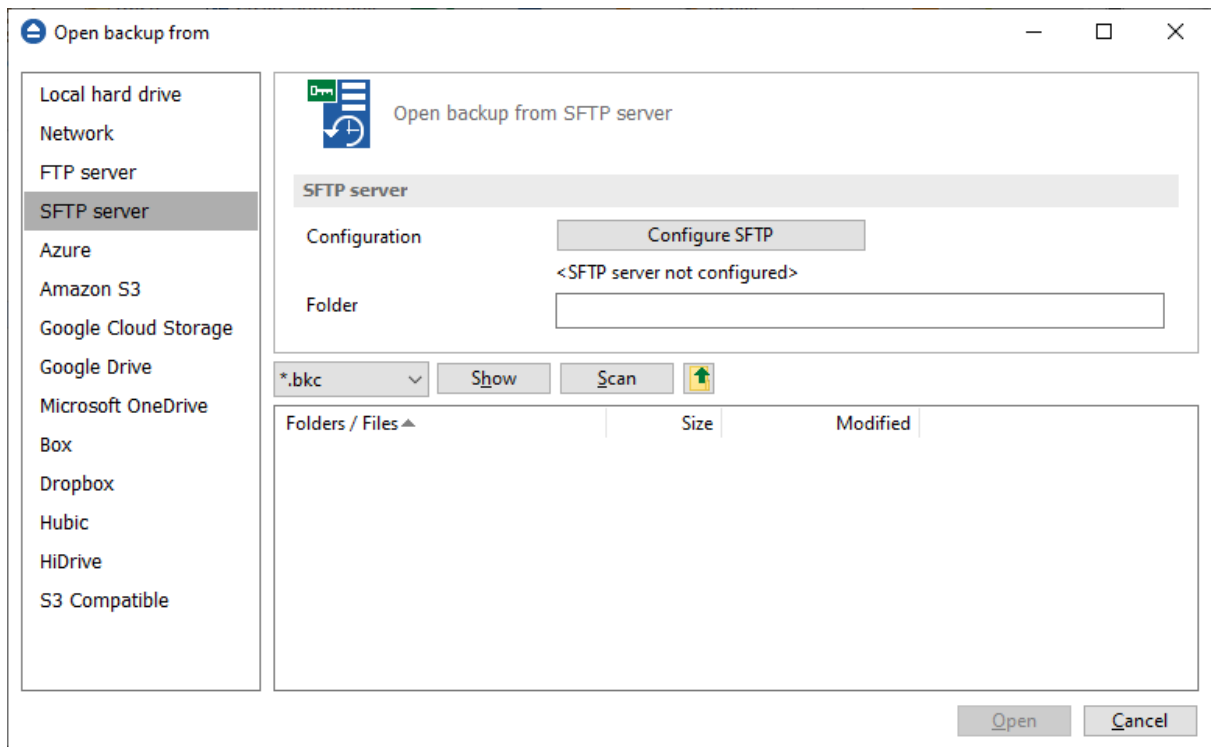 Open backup from
Local hard drive
Network
FTP server
SFTP server
Azure
Amazon S3
Google Cloud Storage
Google Drive
Microsoft OneDrive
Box
Dropbox
Hubic
HiDrive
S3 Compatible
Open backup from SFTP server
SFTP server
Configuration
Configure SFTP
<SFTP server not configured>
Folder
*.bkc
Show
Scan
Folders / Files
Size
Modified
Open
Cancel